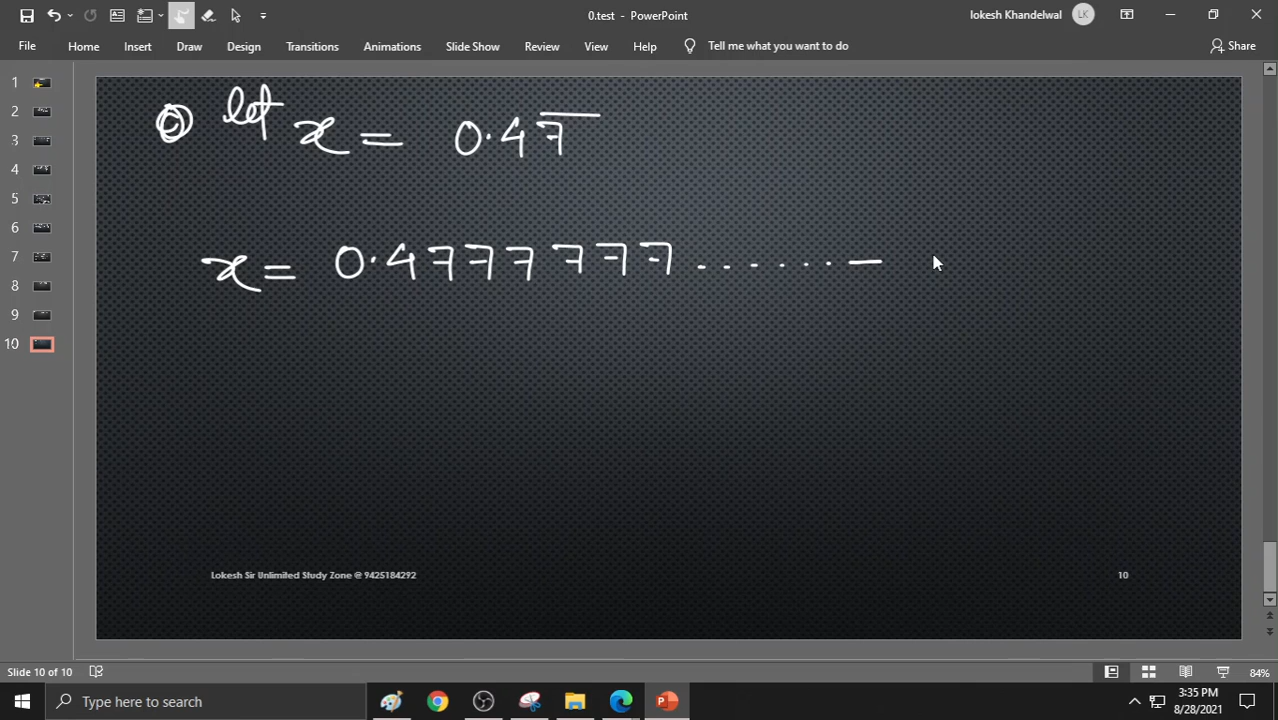 0.test - PowerPoint
lokesh Khandelwal
LK
File Home Insert Draw Design Transitions Animations Slide Show Review View Help Tell me what you want to do Share
1
2
3
4
5
6
7
8
9
10
let x = 0.47̅
x = 0.4777777.......–
Lokesh Sir Unlimited Study Zone @ 9425184292
10
Slide 10 of 10
84%
Type here to search
3:35 PM
8/28/2021